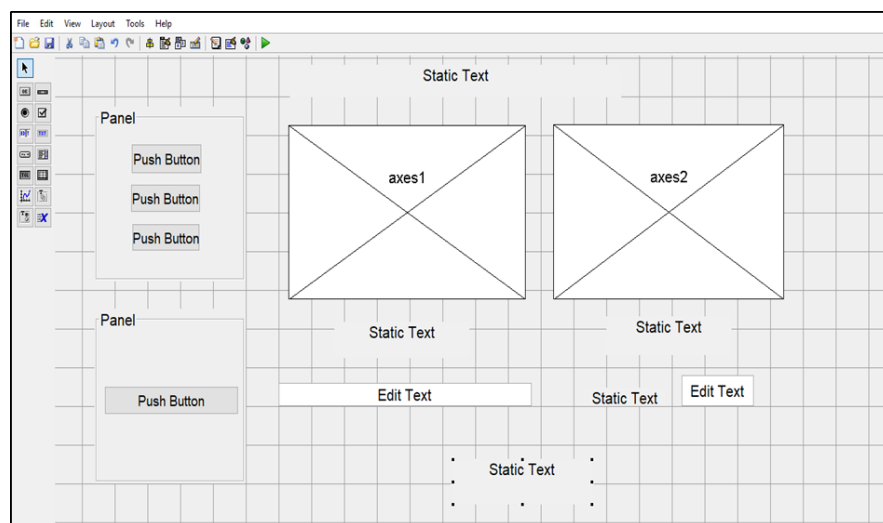 File Edit View Layout Tools Help
Static Text
Panel
Push Button
Push Button
Push Button
axes1
axes2
Panel
Push Button
Static Text
Static Text
Edit Text
Static Text
Edit Text
Static Text